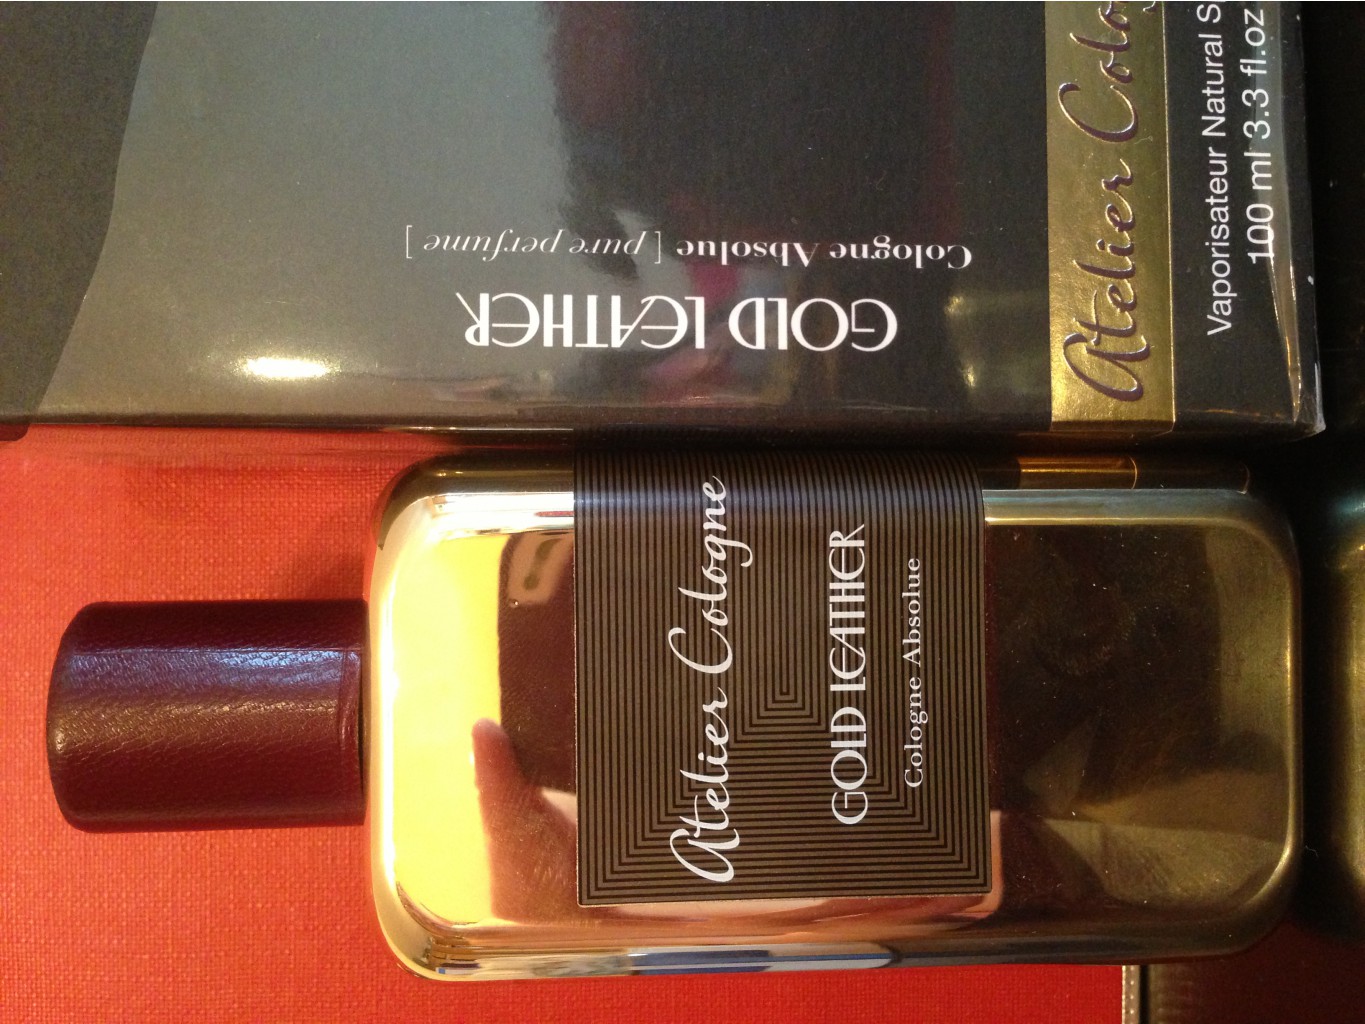 GOLD LEATHER
Cologne Absolue [ pure perfume ]
Atelier
Vaporisateur Natural
100 ml 3.3 fl.oz
Atelier Cologne
GOLD LEATHER
Cologne Absolue